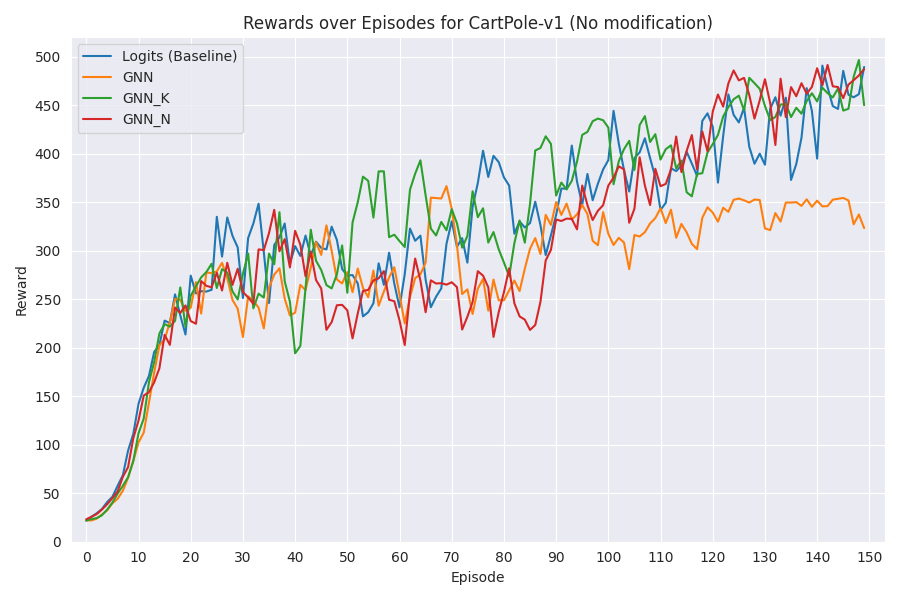 Rewards over Episodes for CartPole-v1 (No modification)
Logits (Baseline)
GNN
GNN_K
GNN_N
Reward
500
450
400
350
300
250
200
150
100
50
0
0 10 20 30 40 50 60 70 80 90 100 110 120 130 140 150
Episode